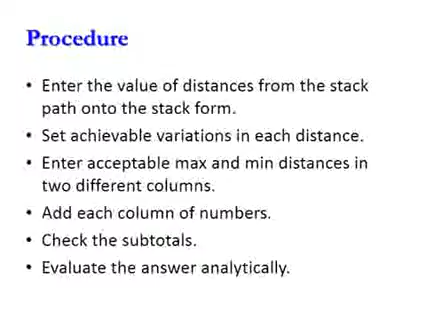 Procedure
• Enter the value of distances from the stack
path onto the stack form.
• Set achievable variations in each distance.
• Enter acceptable max and min distances in
two different columns.
• Add each column of numbers.
• Check the subtotals.
• Evaluate the answer analytically.